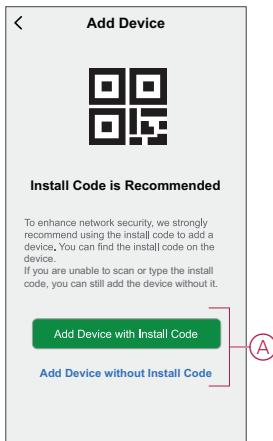 Add Device
Install Code is Recommended
To enhance network security, we strongly
recommend using the install code to add a
device. You can find the install code on the
device.
If you are unable to scan or type the install
code, you can still add the device without it.
Add Device with Install Code
A
Add Device without Install Code